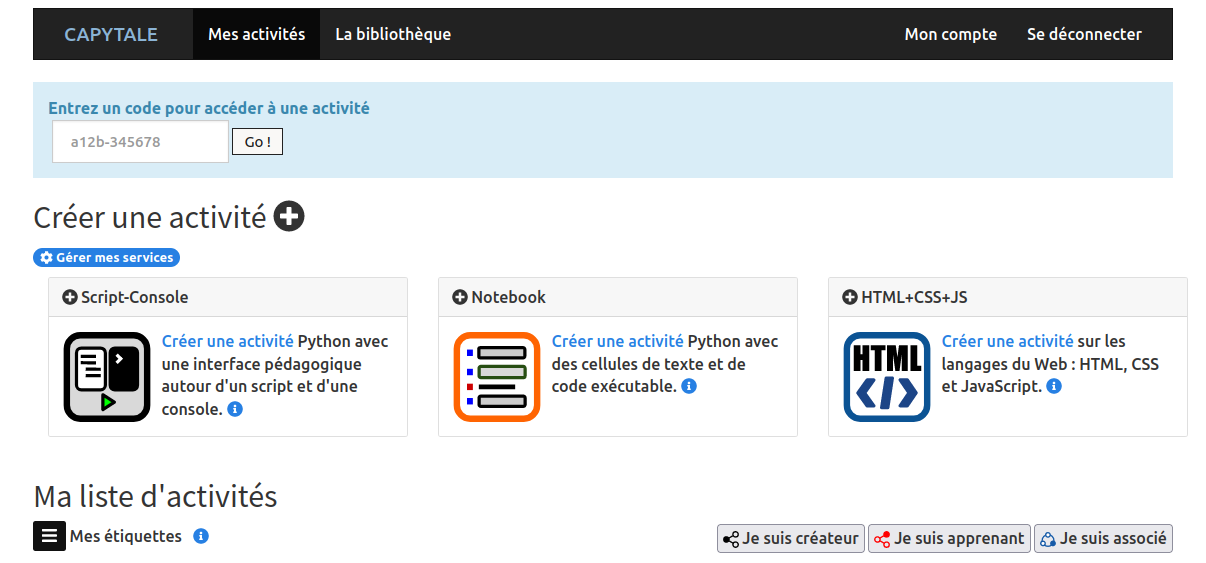 CAPYTALE Mes activités La bibliothèque Mon compte Se déconnecter
Entrez un code pour accéder à une activité
a12b-345678 Go !
Créer une activité
Gérer mes services
Script-Console
Créer une activité Python avec
une interface pédagogique
autour d'un script et d'une
console.
Notebook
Créer une activité Python avec
des cellules de texte et de
code exécutable.
HTML+CSS+JS
HTML
Créer une activité sur les
langages du Web : HTML, CSS
et JavaScript.
Ma liste d'activités
Mes étiquettes
Je suis créateur Je suis apprenant Je suis associé